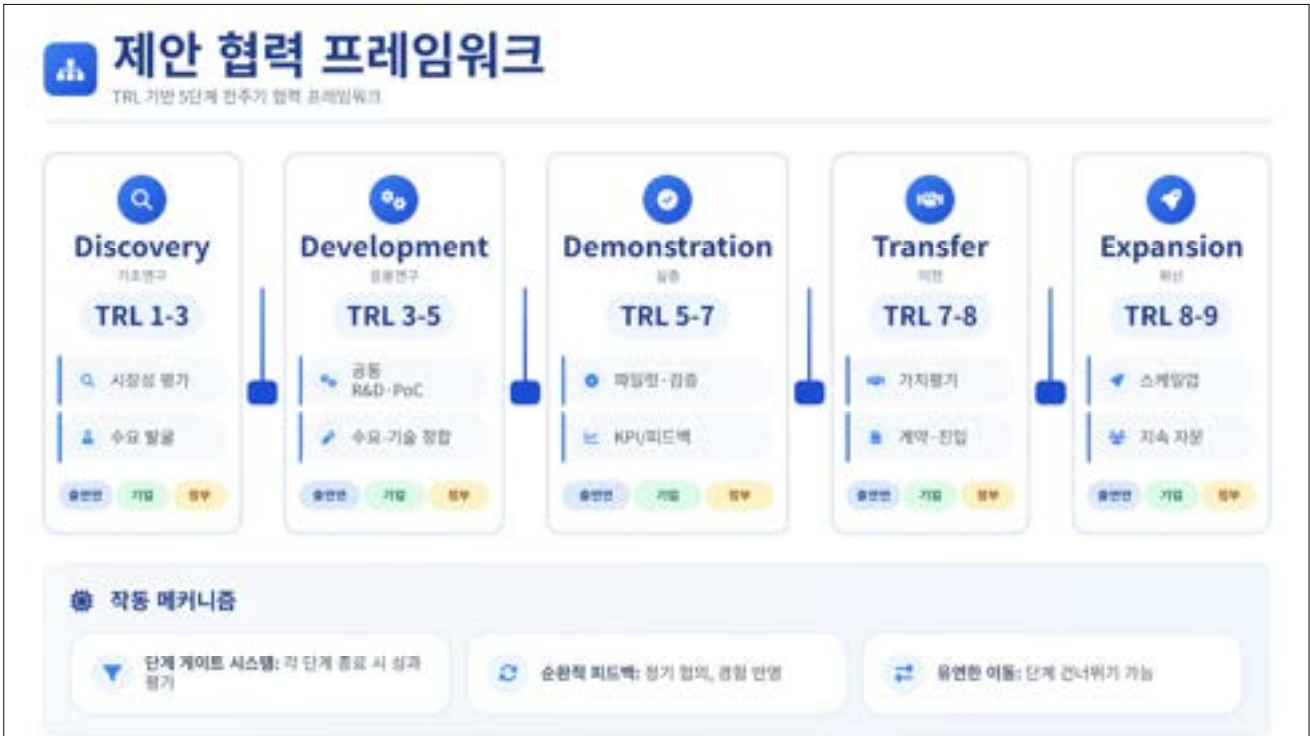 제안 협력 프레임워크
TRL 기반 5단계 전주기 협력 프레임워크
Discovery
기초연구
TRL 1-3
시장성 평가
수요 발굴
출연연 기업 정부
Development
응용연구
TRL 3-5
공동
R&D·PoC
수요·기술 정합
출연연 기업 정부
Demonstration
실증
TRL 5-7
파일럿·검증
KPI/피드백
출연연 기업 정부
Transfer
이전
TRL 7-8
가치평가
계약·진입
출연연 기업 정부
Expansion
확산
TRL 8-9
스케일업
지속 자문
출연연 기업 정부
작동 메커니즘
단계 게이트 시스템: 각 단계 종료 시 성과
평가
순환적 피드백: 정기 협의, 경험 반영
유연한 이동: 단계 건너뛰기 가능